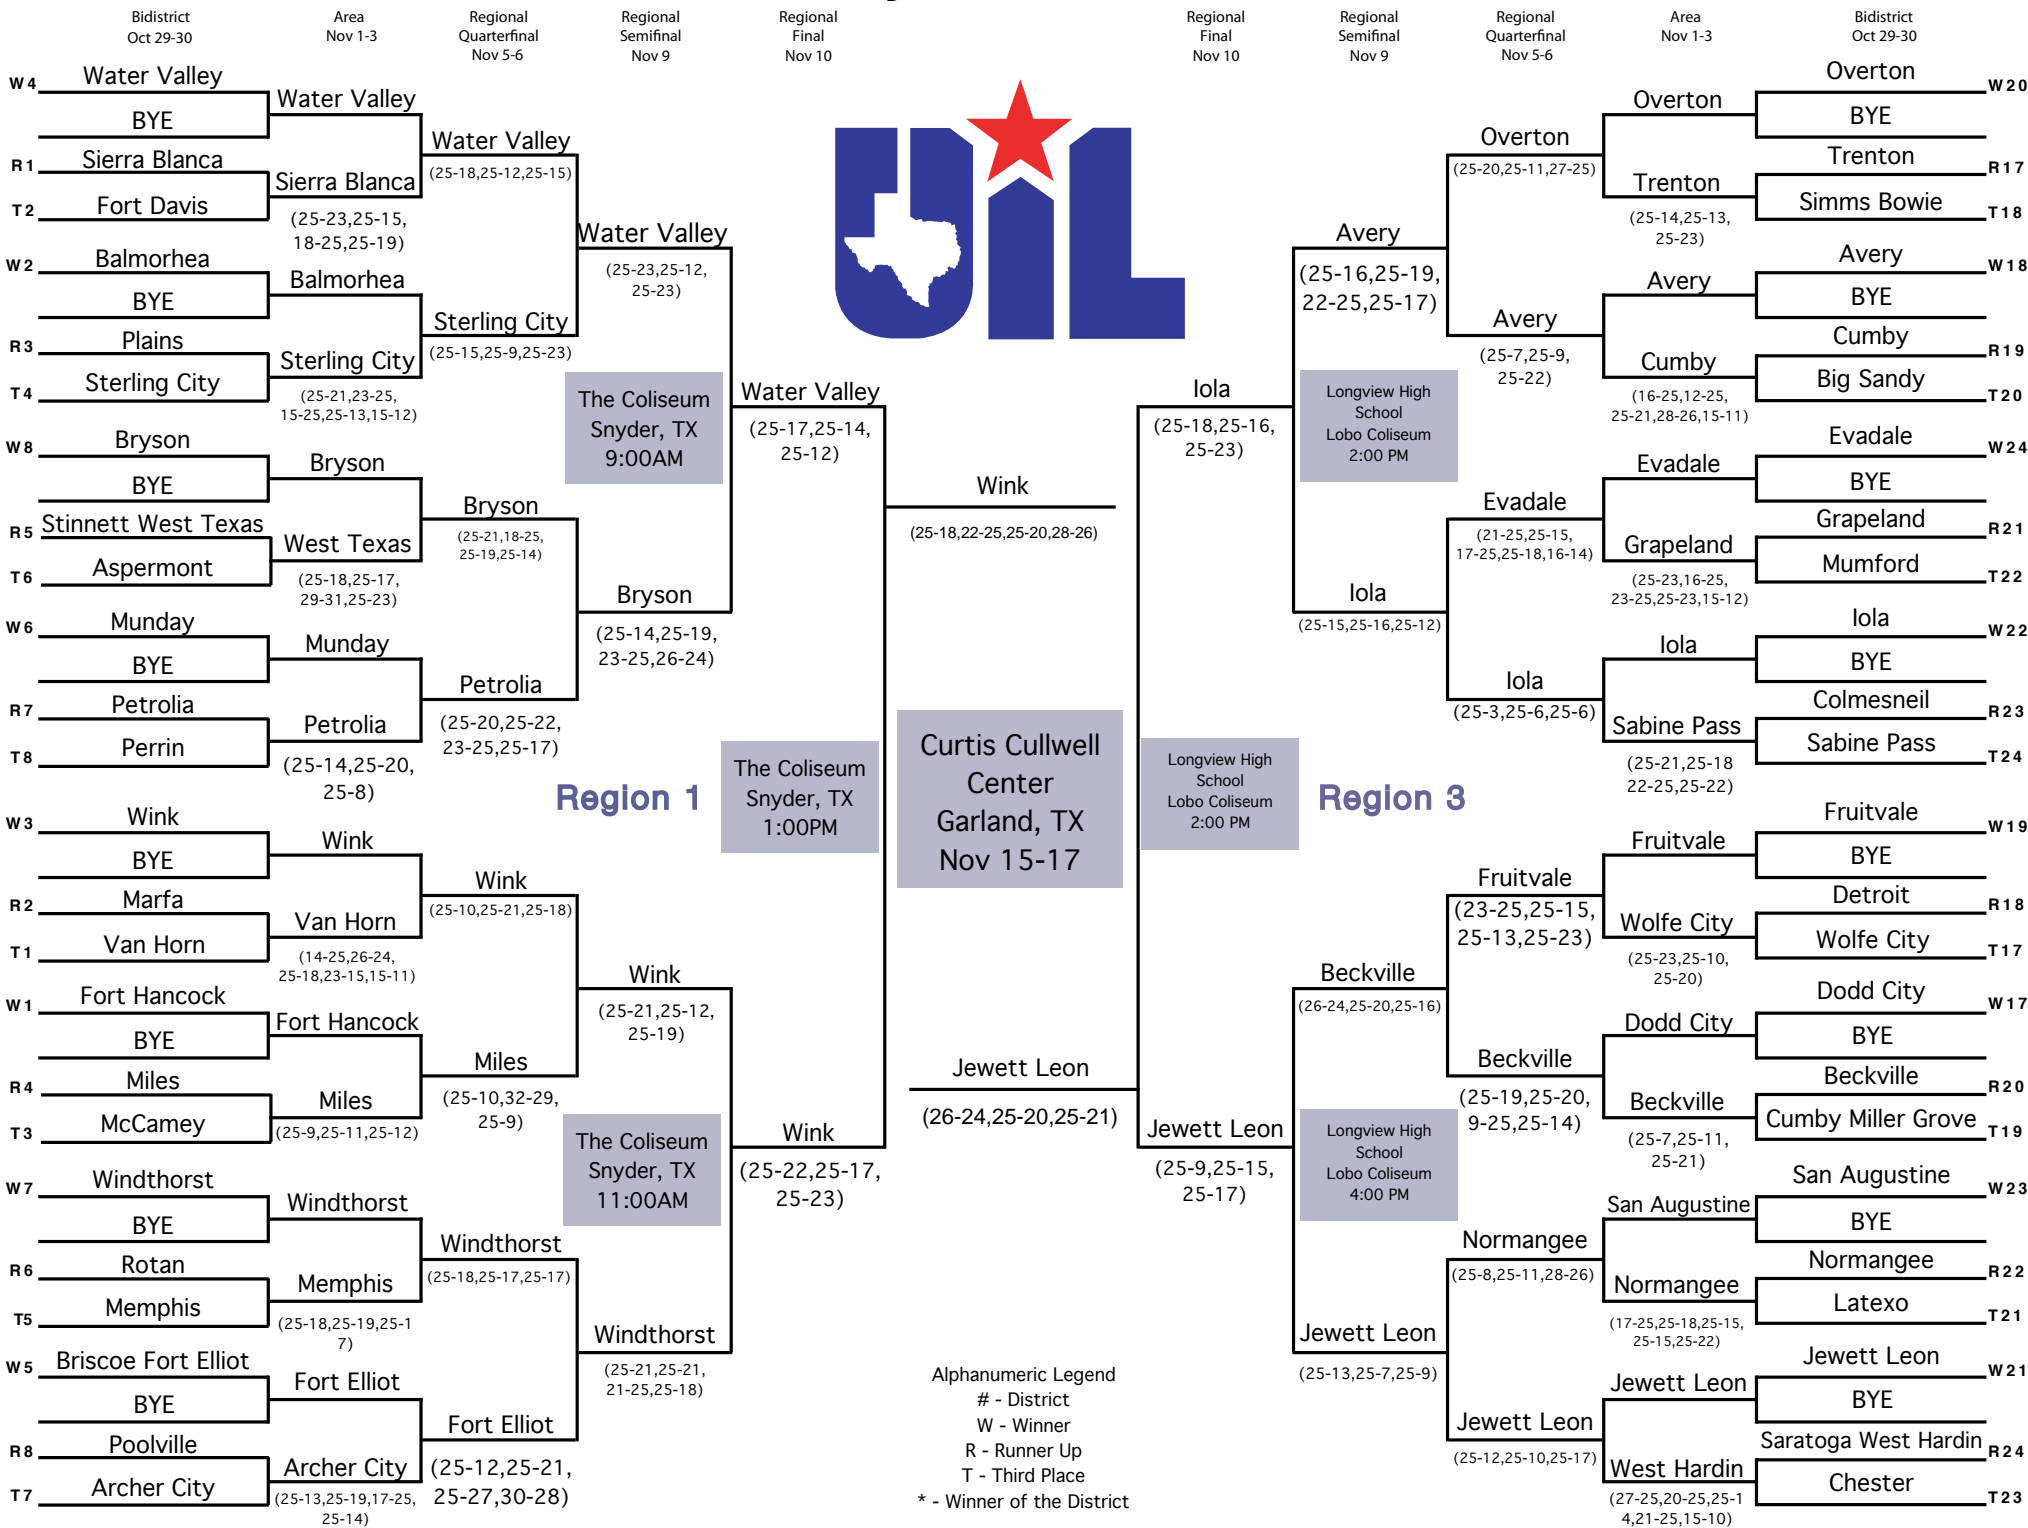 Bidistrict
Oct 29-30
Area
Nov 1-3
Regional
Quarterfinal
Nov 5-6
Regional
Semifinal
Nov 9
Regional
Final
Nov 10
Regional
Final
Nov 10
Regional
Semifinal
Nov 9
Regional
Quarterfinal
Nov 5-6
Area
Nov 1-3
Bidistrict
Oct 29-30
W4 Water Valley
BYE
R1 Sierra Blanca
T2 Fort Davis
W2 Balmorhea
BYE
R3 Plains
T4 Sterling City
W8 Bryson
BYE
R5 Stinnett West Texas
T6 Aspermont
W6 Munday
BYE
R7 Petrolia
T8 Perrin
W3 Wink
BYE
R2 Marfa
T1 Van Horn
W1 Fort Hancock
BYE
R4 Miles
T3 McCamey
W7 Windthorst
BYE
R6 Rotan
T5 Memphis
W5 Briscoe Fort Elliot
BYE
R8 Poolville
T7 Archer City
Water Valley
Sierra Blanca
(25-23,25-15,
18-25,25-19)
Balmorhea
Sterling City
(25-21,23-25,
15-25,25-13,15-12)
Bryson
West Texas
(25-18,25-17,
29-31,25-23)
Munday
Petrolia
(25-14,25-20,
25-8)
Wink
Van Horn
(14-25,26-24,
25-18,23-15,15-11)
Fort Hancock
Miles
(25-9,25-11,25-12)
Windthorst
Memphis
(25-18,25-19,25-1
7)
Fort Elliot
Archer City
(25-13,25-19,17-25,
25-14)
Water Valley
(25-18,25-12,25-15)
Sterling City
(25-15,25-9,25-23)
Bryson
(25-21,18-25,
25-19,25-14)
Petrolia
(25-20,25-22,
23-25,25-17)
Wink
(25-10,25-21,25-18)
Miles
(25-10,32-29,
25-9)
Windthorst
(25-18,25-17,25-17)
Fort Elliot
(25-12,25-21,
25-27,30-28)
Water Valley
(25-23,25-12,
25-23)
The Coliseum
Snyder, TX
9:00AM
Bryson
(25-14,25-19,
23-25,26-24)
Region 1
Wink
(25-21,25-12,
25-19)
The Coliseum
Snyder, TX
11:00AM
Windthorst
(25-21,25-21,
21-25,25-18)
Water Valley
(25-17,25-14,
25-12)
The Coliseum
Snyder, TX
1:00PM
Wink
(25-22,25-17,
25-23)
UIL
Wink
(25-18,22-25,25-20,28-26)
Curtis Cullwell
Center
Garland, TX
Nov 15-17
Jewett Leon
(26-24,25-20,25-21)
Alphanumeric Legend
# - District
W - Winner
R - Runner Up
T - Third Place
* - Winner of the District
Iola
(25-18,25-16,
25-23)
Longview High
School
Lobo Coliseum
2:00 PM
Jewett Leon
(25-9,25-15,
25-17)
Avery
(25-16,25-19,
22-25,25-17)
Longview High
School
Lobo Coliseum
2:00 PM
Iola
(25-15,25-16,25-12)
Region 3
Beckville
(26-24,25-20,25-16)
Longview High
School
Lobo Coliseum
4:00 PM
Jewett Leon
(25-13,25-7,25-9)
Overton
(25-20,25-11,27-25)
Avery
(25-7,25-9,
25-22)
Evadale
(21-25,25-15,
17-25,25-18,16-14)
Iola
(25-3,25-6,25-6)
Fruitvale
(23-25,25-15,
25-13,25-23)
Beckville
(25-19,25-20,
9-25,25-14)
Normangee
(25-8,25-11,28-26)
Jewett Leon
(25-12,25-10,25-17)
Overton
Trenton
(25-14,25-13,
25-23)
Avery
Cumby
(16-25,12-25,
25-21,28-26,15-11)
Evadale
Grapeland
(25-23,16-25,
23-25,25-23,15-12)
Iola
Sabine Pass
(25-21,25-18
22-25,25-22)
Fruitvale
Wolfe City
(25-23,25-10,
25-20)
Dodd City
Beckville
(25-7,25-11,
25-21)
San Augustine
Normangee
(17-25,25-18,25-15,
25-15,25-22)
Jewett Leon
West Hardin
(27-25,20-25,25-1
4,21-25,15-10)
Overton W20
BYE
Trenton R17
Simms Bowie T18
Avery W18
BYE
Cumby R19
Big Sandy T20
Evadale W24
BYE
Grapeland R21
Mumford T22
Iola W22
BYE
Colmesneil R23
Sabine Pass T24
Fruitvale W19
BYE
Detroit R18
Wolfe City T17
Dodd City W17
BYE
Beckville R20
Cumby Miller Grove T19
San Augustine W23
BYE
Normangee R22
Latexo T21
Jewett Leon W21
BYE
Saratoga West Hardin R24
Chester T23